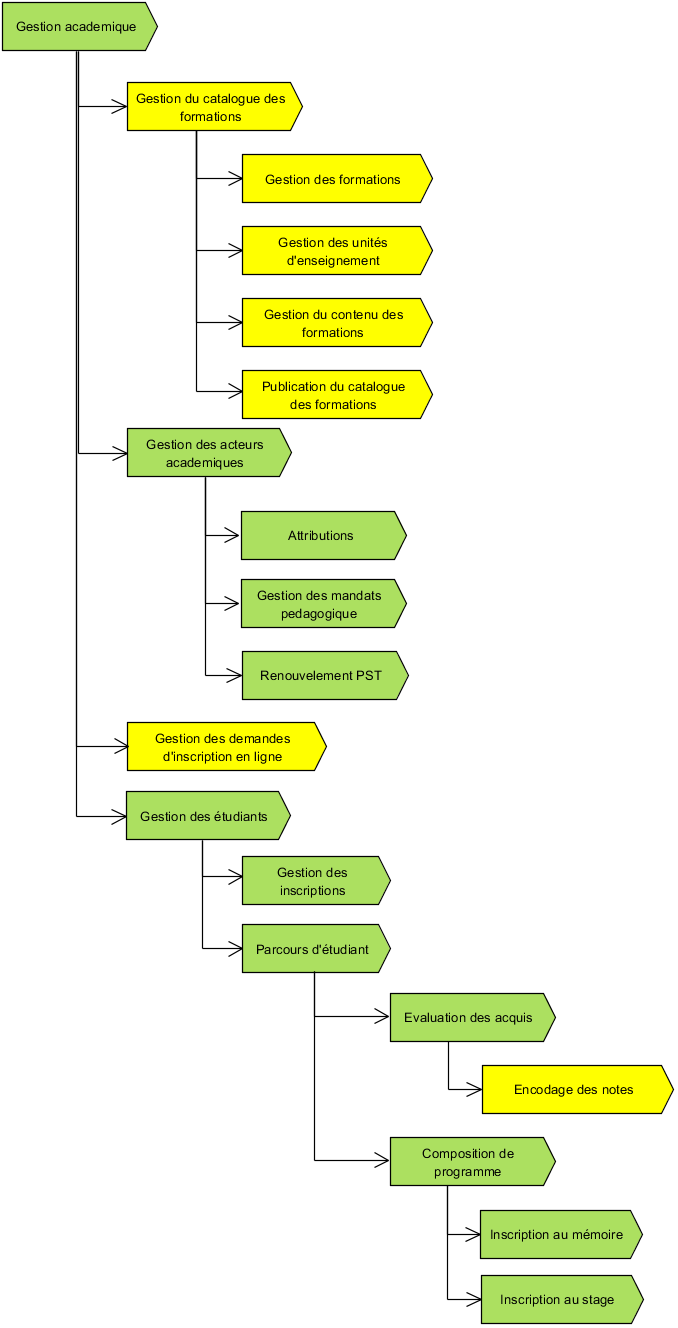 Gestion academique
Gestion du catalogue des
formations
Gestion des formations
Gestion des unités
d'enseignement
Gestion du contenu des
formations
Publication du catalogue
des formations
Gestion des acteurs
academiques
Attributions
Gestion des mandats
pedagogique
Renouvelement PST
Gestion des demandes
d'inscription en ligne
Gestion des étudiants
Gestion des
inscriptions
Parcours d'étudiant
Evaluation des acquis
Encodage des notes
Composition de
programme
Inscription au mémoire
Inscription au stage